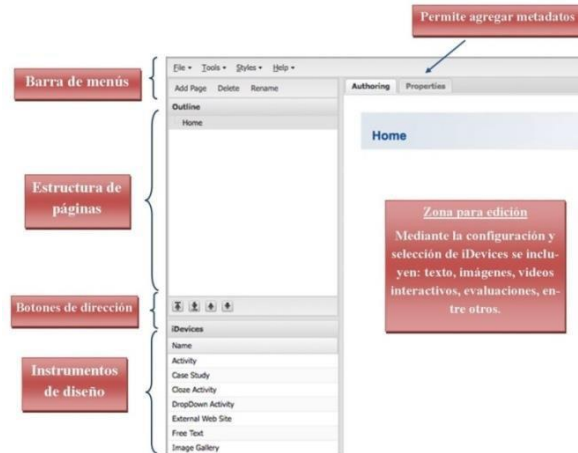 Permite agregar metadatos
Barra de menús
File Tools Styles Help
Add Page Delete Rename
Authoring Properties
Outline
Home
Home
Estructura de
páginas
Zona para edición
Mediante la configuración y
selección de iDevices se inclu-
yen: texto, imágenes, videos
interactivos, evaluaciones, en-
tre otros.
Botones de dirección
iDevices
Name
Instrumentos
de diseño
Activity
Case Study
Cloze Activity
DropDown Activity
External Web Site
Free Text
Image Gallery